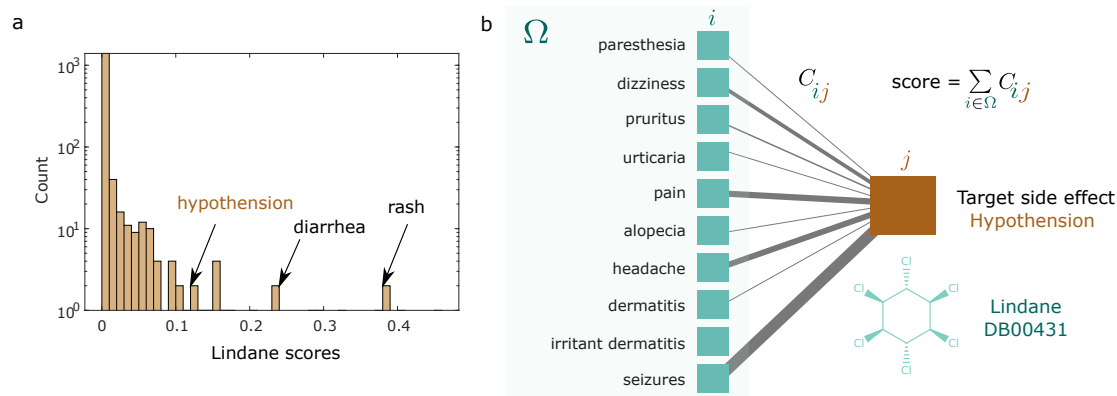 a
10³
10²
10¹
10⁰
Count
hypothension
diarrhea
rash
0
0.1
0.2
0.3
0.4
Lindane scores
b
Ω
i
paresthesia
dizziness
pruritus
urticaria
pain
alopecia
headache
dermatitis
irritant dermatitis
seizures
C_{ij}
score = ∑_{i∈Ω} C_{ij}
j
Target side effect
Hypothension
Cl
Cl
Cl
Cl
Cl
Cl
Lindane
DB00431